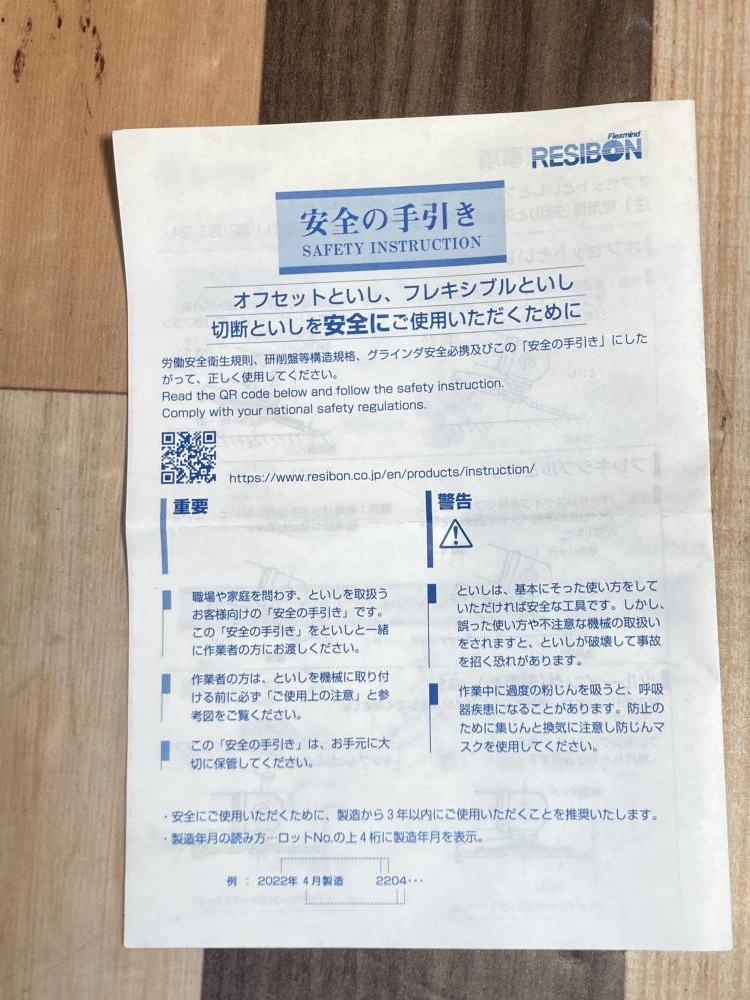 Flexmind
RESIBON
安全の手引き
SAFETY INSTRUCTION
オフセットといし、フレキシブルといし
切断といしを安全にご使用いただくために
労働安全衛生規則、研削盤等構造規格、グラインダ安全必携及びこの「安全の手引き」にした
がって、正しく使用してください。
Read the QR code below and follow the safety instruction.
Comply with your national safety regulations.
https://www.resibon.co.jp/en/products/instruction/
重要
職場や家庭を問わず、といしを取扱う
お客様向けの「安全の手引き」です。
この「安全の手引き」をといしと一緒
に作業者の方にお渡しください。
作業者の方は、といしを機械に取り付
ける前に必ず「ご使用上の注意」と参
考図をご覧ください。
この「安全の手引き」は、お手元に大
切に保管してください。
警告
といしは、基本にそった使い方をして
いただければ安全な工具です。しかし、
誤った使い方や不注意な機械の取扱い
をされますと、といしが破壊して事故
を招く恐れがあります。
作業中に過度の粉じんを吸うと、呼吸
器疾患になることがあります。防止の
ために集じんと換気に注意し防じんマ
スクを使用してください。
・安全にご使用いただくために、製造から3年以内にご使用いただくことを推奨いたします。
・製造年月の読み方…ロットNo.の上4桁に製造年月を表示。
例：2022年 4月製造 2204…